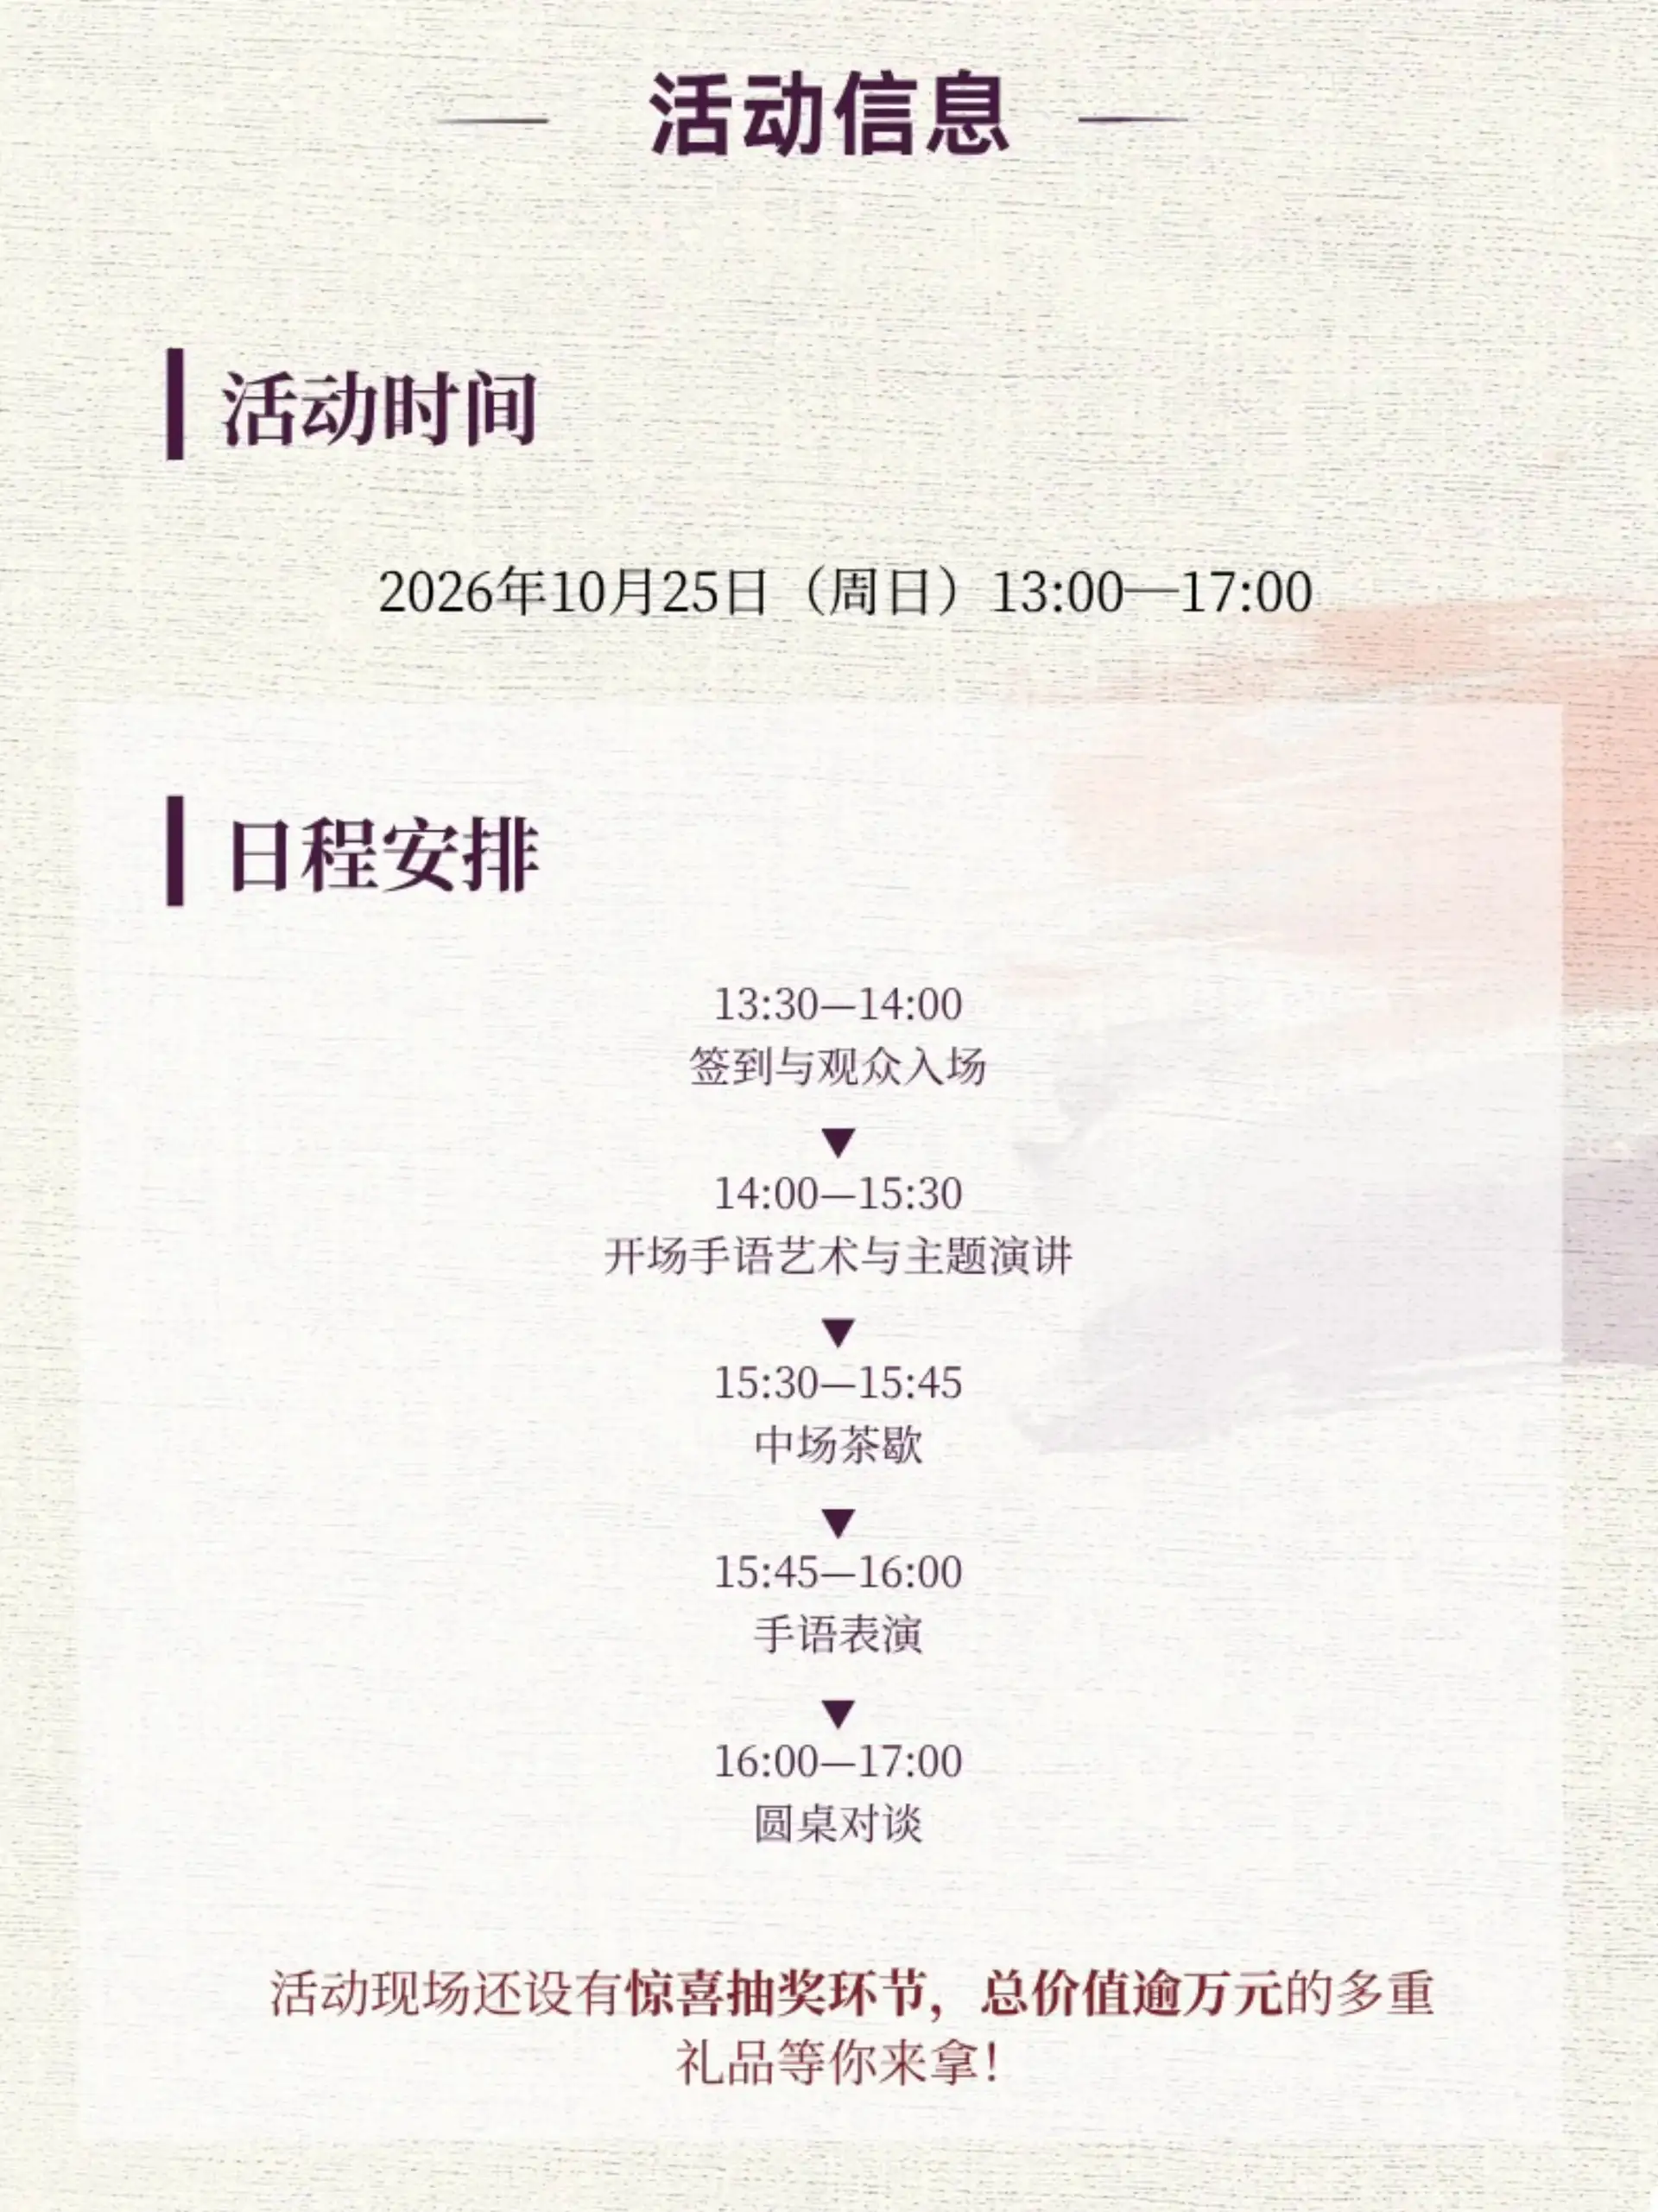 活动信息
活动时间
2026年10月25日（周日）13:00—17:00
日程安排
13:30—14:00
签到与观众入场
▼
14:00—15:30
开场手语艺术与主题演讲
▼
15:30—15:45
中场茶歇
▼
15:45—16:00
手语表演
▼
16:00—17:00
圆桌对谈
活动现场还设有惊喜抽奖环节，总价值逾万元的多重
礼品等你来拿！